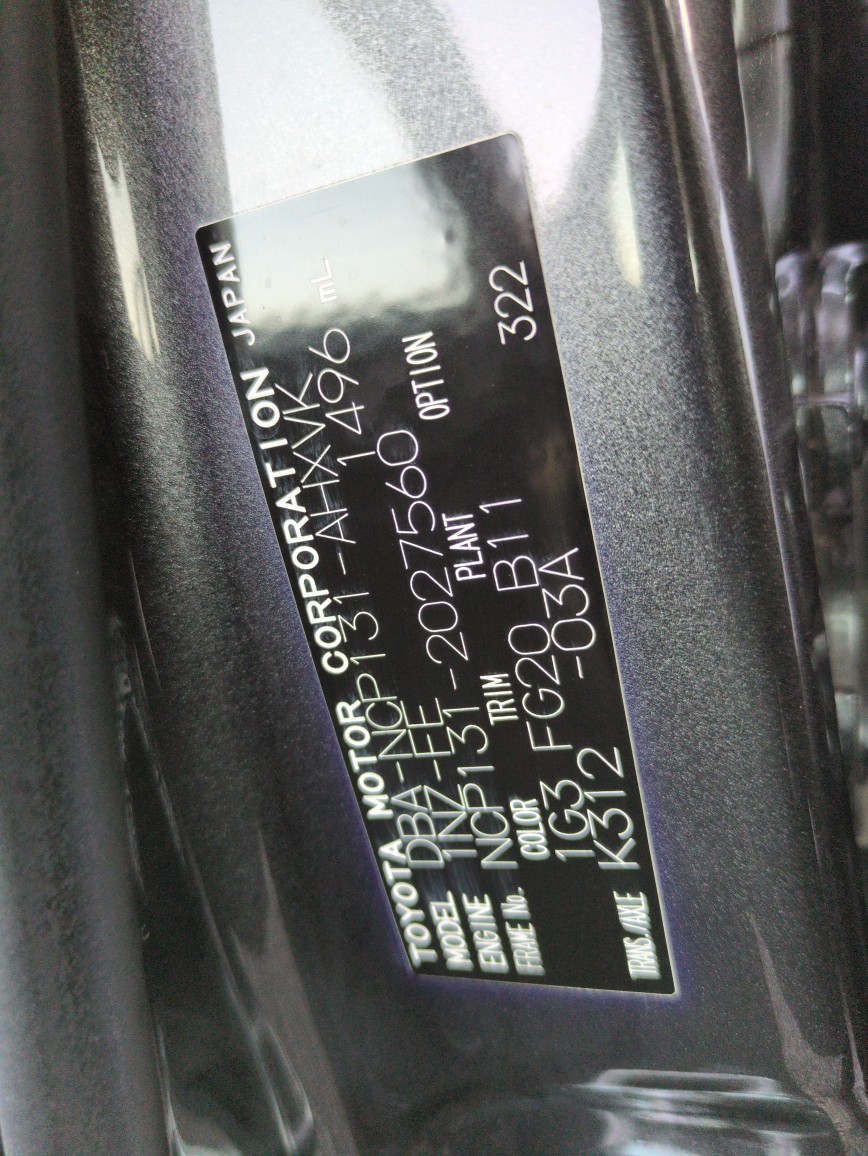 TOYOTA MOTOR CORPORATION JAPAN
MODEL DBA-NCP131-AHXVK
ENGINE 1NZ-FE 1496 mL
FRAME No. NCP131-2027560
COLOR TRIM PLANT OPTION
1G3 FG20 B11 322
TRANS./AXLE K312 -03A